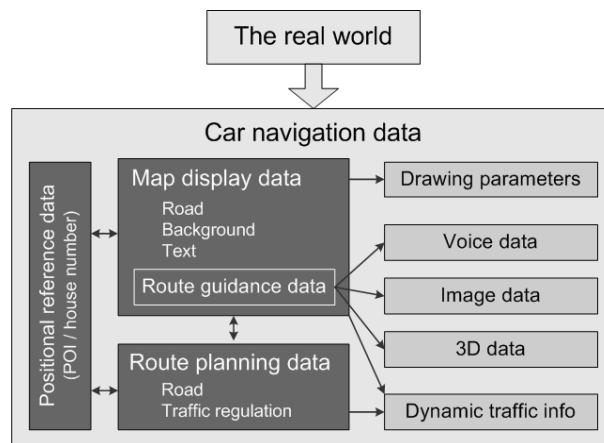 The real world
Car navigation data
Positional reference data
(POI / house number)
Map display data
Road
Background
Text
Route guidance data
Route planning data
Road
Traffic regulation
Drawing parameters
Voice data
Image data
3D data
Dynamic traffic info